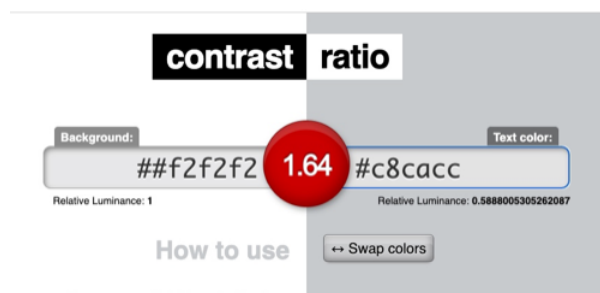 contrast ratio
Background: Text color:
##f2f2f2 1.64 #c8cacc
Relative Luminance: 1 Relative Luminance: 0.5888005305262087
How to use ↔ Swap colors